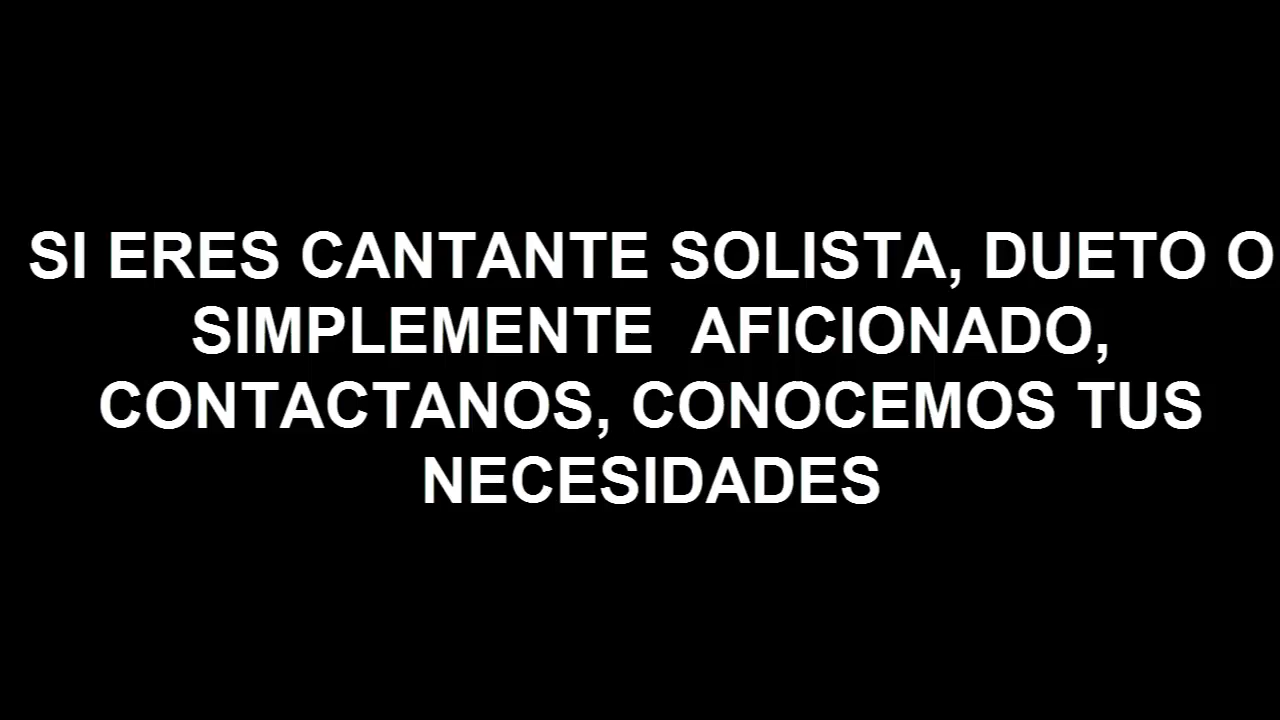 SI ERES CANTANTE SOLISTA, DUETO O
SIMPLEMENTE  AFICIONADO,
CONTACTANOS, CONOCEMOS TUS
NECESIDADES